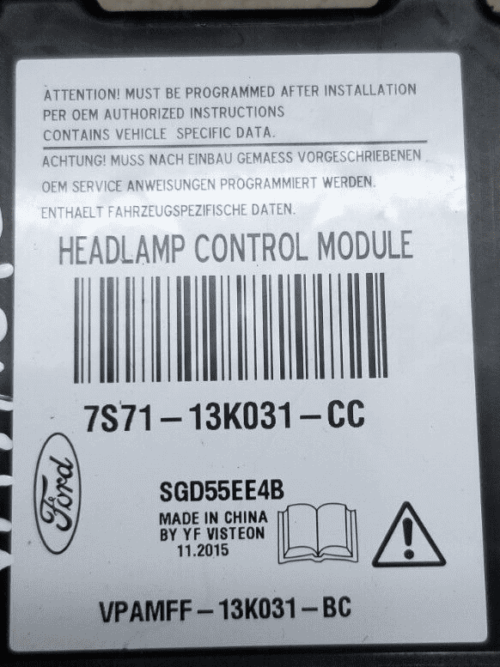 ATTENTION! MUST BE PROGRAMMED AFTER INSTALLATION
PER OEM AUTHORIZED INSTRUCTIONS
CONTAINS VEHICLE SPECIFIC DATA.
ACHTUNG! MUSS NACH EINBAU GEMAESS VORGESCHRIEBENEN
OEM SERVICE ANWEISUNGEN PROGRAMMIERT WERDEN.
ENTHAELT FAHRZEUGSPEZIFISCHE DATEN.
HEADLAMP CONTROL MODULE
7S71-13K031-CC
Ford
SGD55EE4B
MADE IN CHINA
BY YF VISTEON
11.2015
VPAMFF-13K031-BC